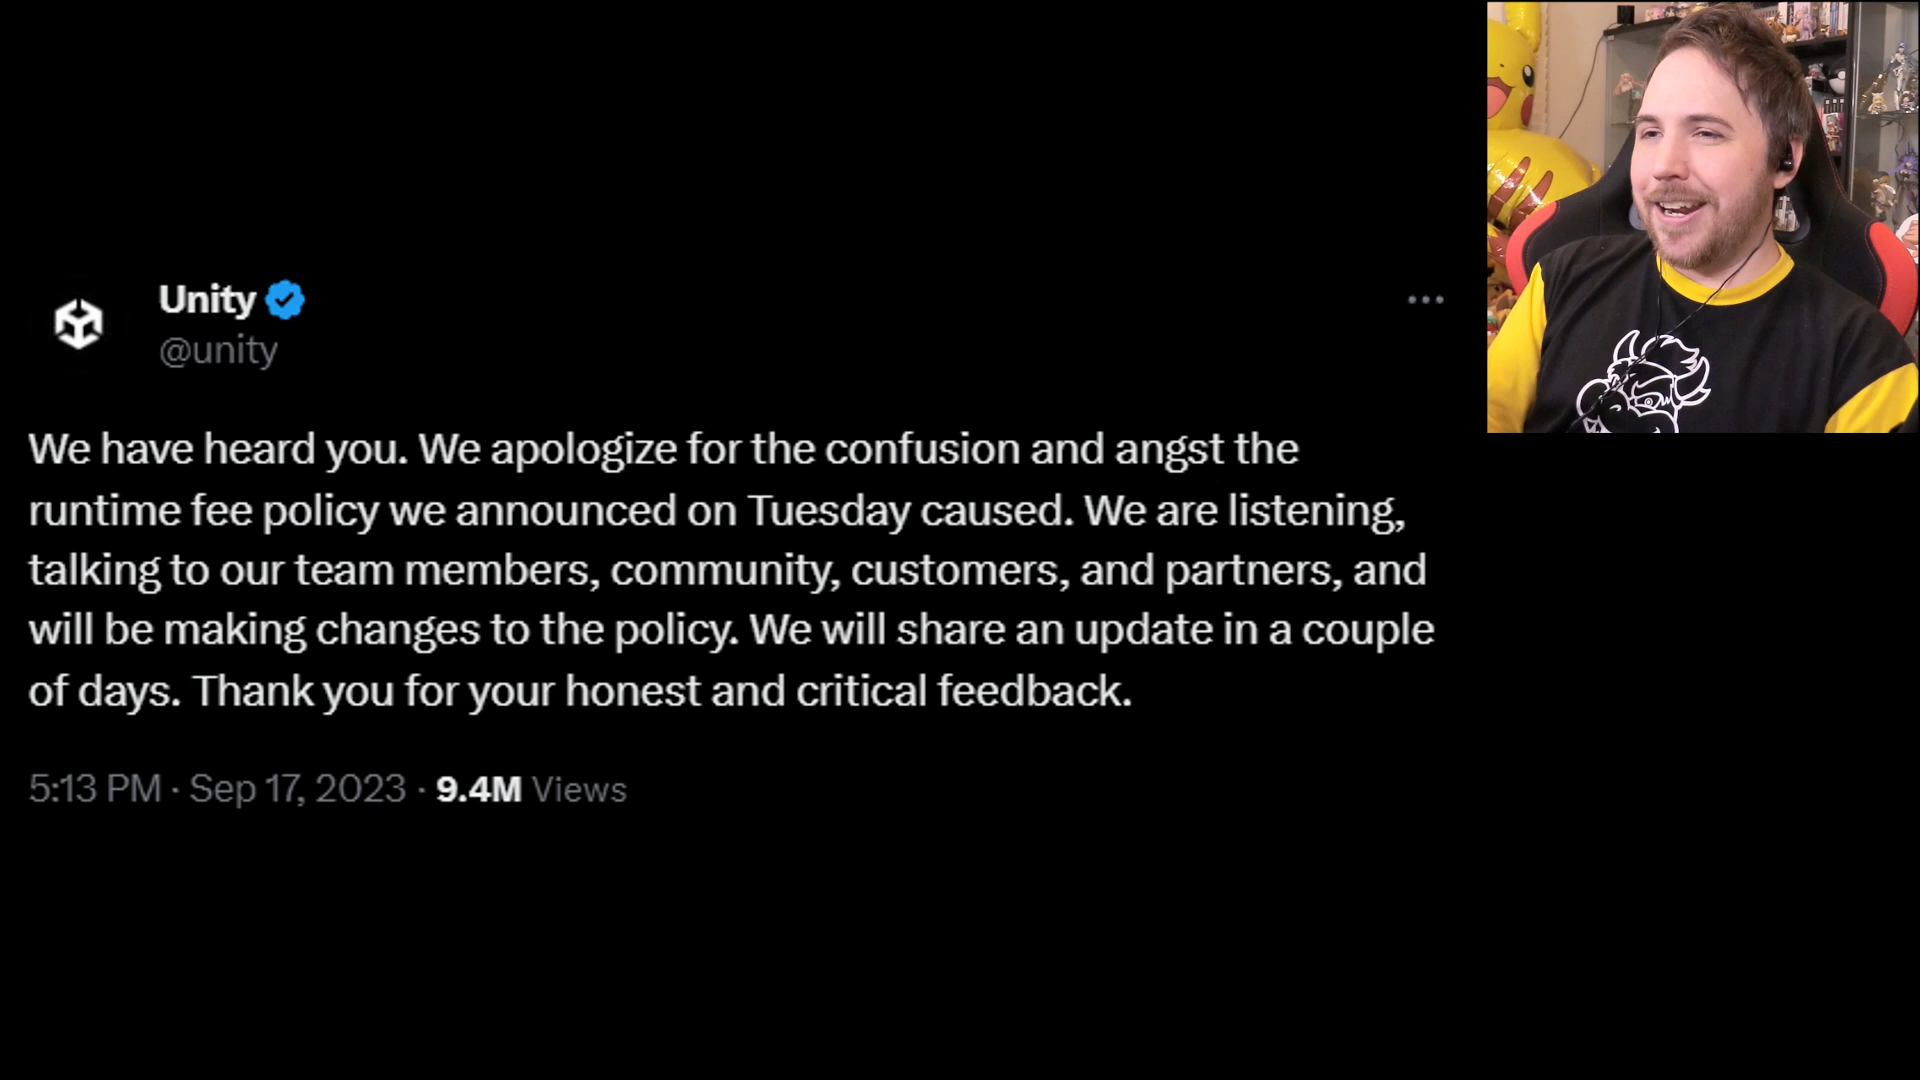 Unity
@unity
We have heard you. We apologize for the confusion and angst the
runtime fee policy we announced on Tuesday caused. We are listening,
talking to our team members, community, customers, and partners, and
will be making changes to the policy. We will share an update in a couple
of days. Thank you for your honest and critical feedback.
5:13 PM · Sep 17, 2023 · 9.4M Views